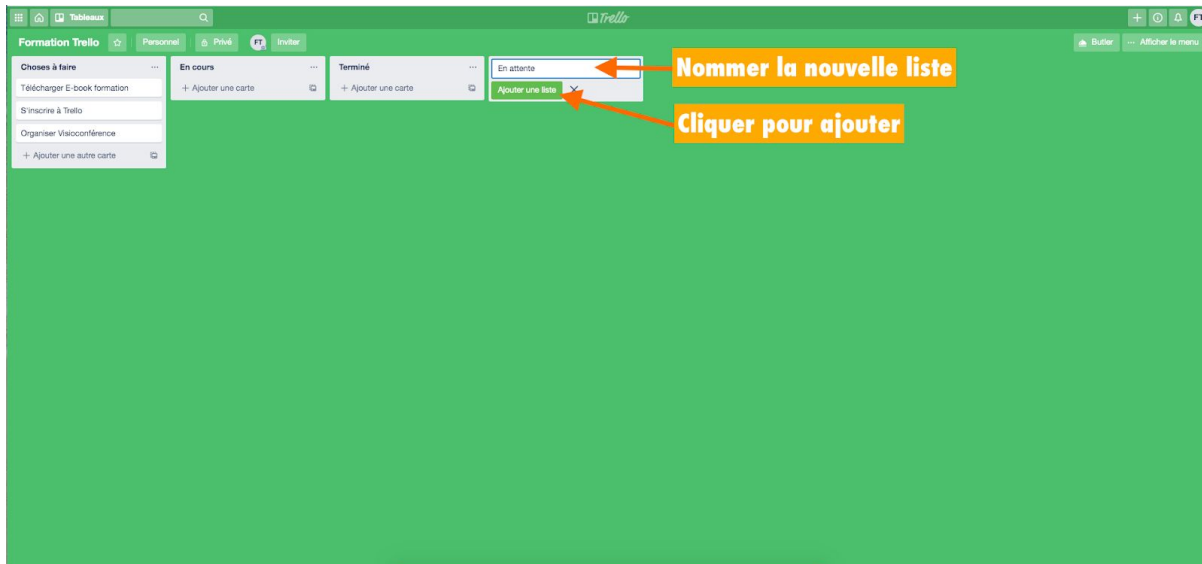 Tableaux
Trello
Formation Trello
Personnel
Privé
FT
Inviter
Butler
Afficher le menu
FT
Choses à faire
Télécharger E-book formation
S'inscrire à Trello
Organiser Visioconférence
+ Ajouter une autre carte
En cours
+ Ajouter une carte
Terminé
+ Ajouter une carte
En attente
Ajouter une liste
Nommer la nouvelle liste
Cliquer pour ajouter